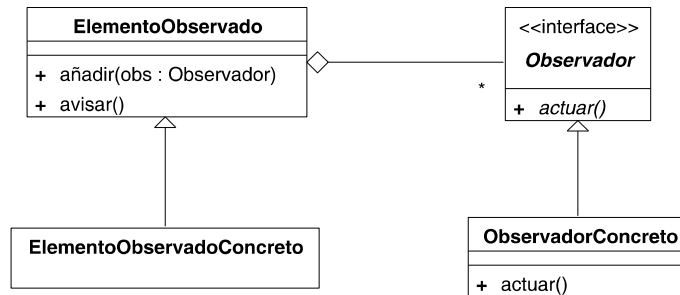 ElementoObservado
+ añadir(obs : Observador)
+ avisar()
<<interface>>
Observador
*
+ actuar()
ElementoObservadoConcreto
ObservadorConcreto
+ actuar()